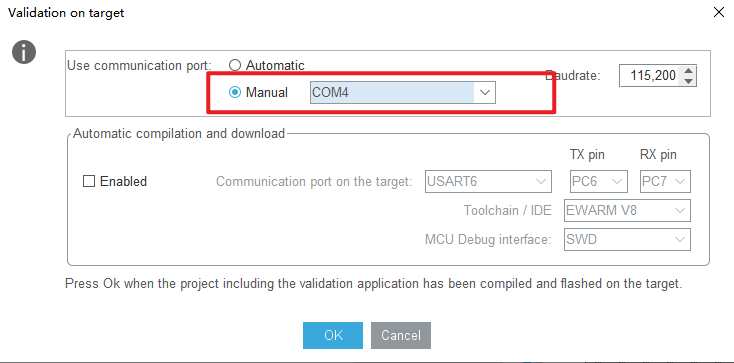 Validation on target
Use communication port: Automatic
Manual COM4 Baudrate: 115,200
Automatic compilation and download
TX pin RX pin
Enabled Communication port on the target: USART6 PC6 PC7
Toolchain / IDE EWARM V8
MCU Debug interface: SWD
Press Ok when the project including the validation application has been compiled and flashed on the target.
OK Cancel